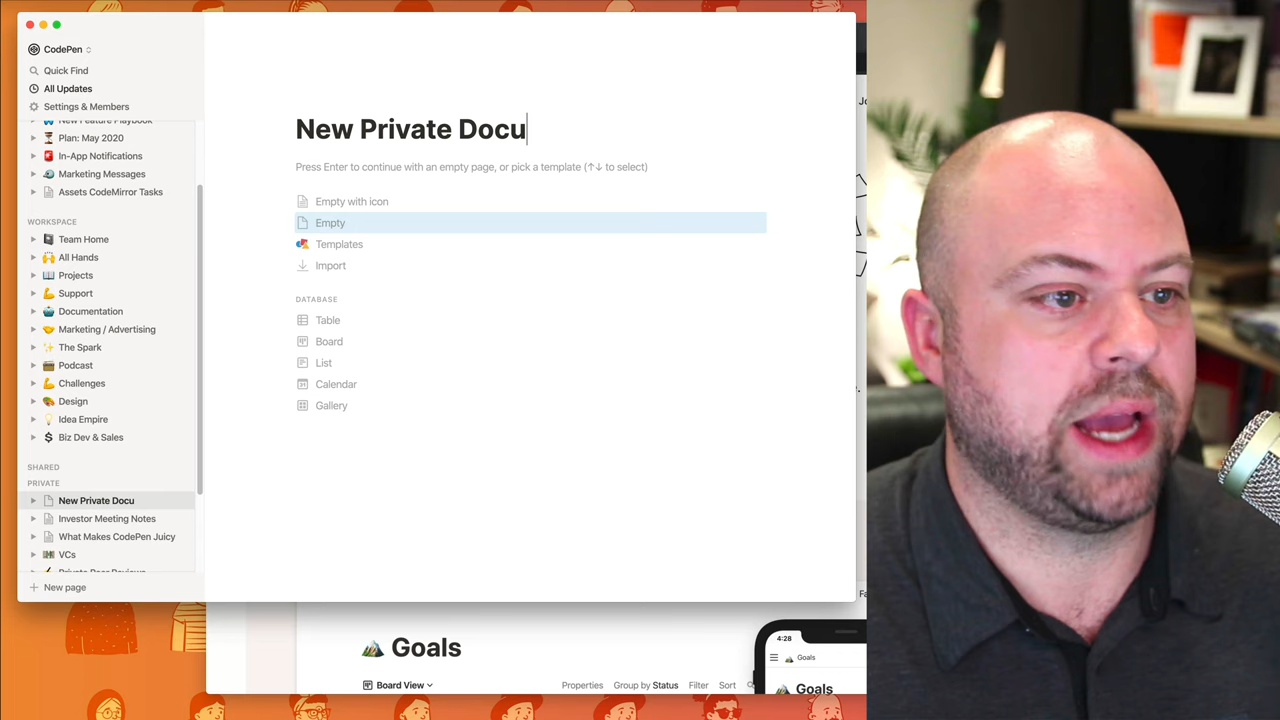 CodePen
Quick Find
All Updates
Settings & Members
New Feature Playbook
Plan: May 2020
In-App Notifications
Marketing Messages
Assets CodeMirror Tasks
WORKSPACE
Team Home
All Hands
Projects
Support
Documentation
Marketing / Advertising
The Spark
Podcast
Challenges
Design
Idea Empire
Biz Dev & Sales
SHARED
PRIVATE
New Private Docu
Investor Meeting Notes
What Makes CodePen Juicy
VCs
New page
New Private Docu
Press Enter to continue with an empty page, or pick a template (↑↓ to select)
Empty with icon
Empty
Templates
Import
DATABASE
Table
Board
List
Calendar
Gallery
Goals
Board View
Properties Group by Status Filter Sort
4:28
Goals
Goals